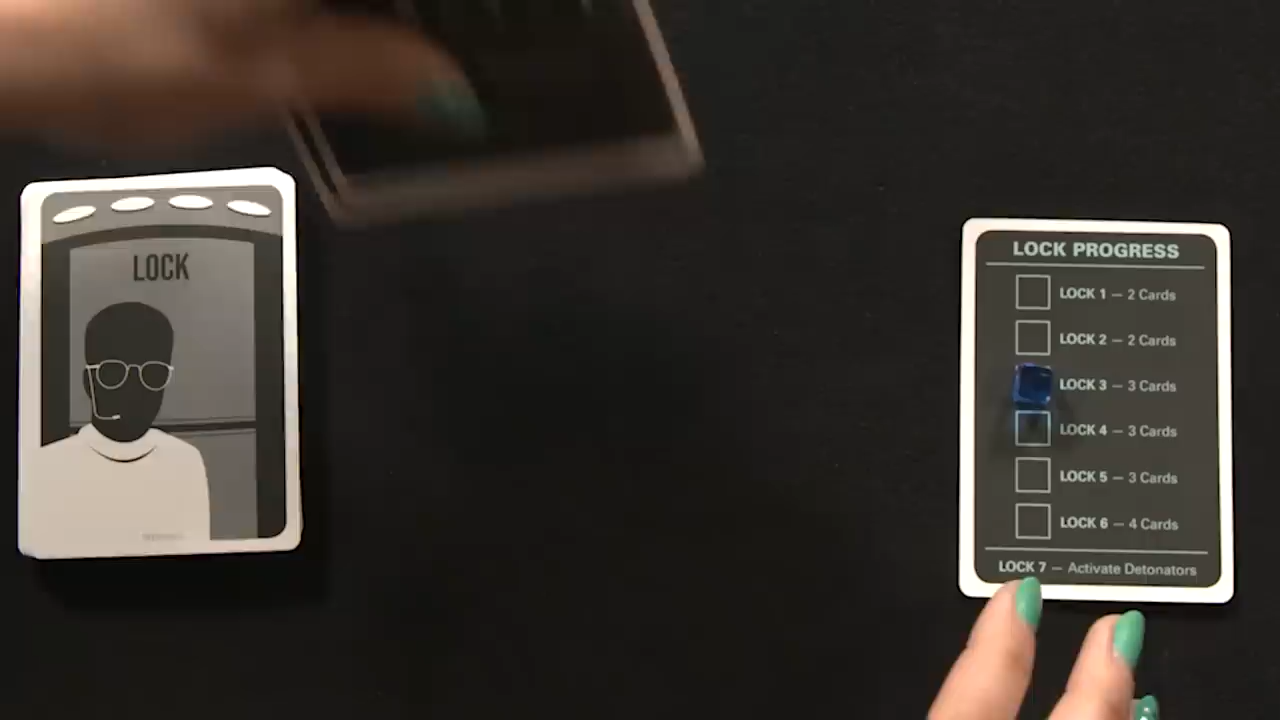 LOCK
LOCK PROGRESS
LOCK 1 — 2 Cards
LOCK 2 — 2 Cards
LOCK 3 — 3 Cards
LOCK 4 — 3 Cards
LOCK 5 — 3 Cards
LOCK 6 — 4 Cards
LOCK 7 — Activate Detonators